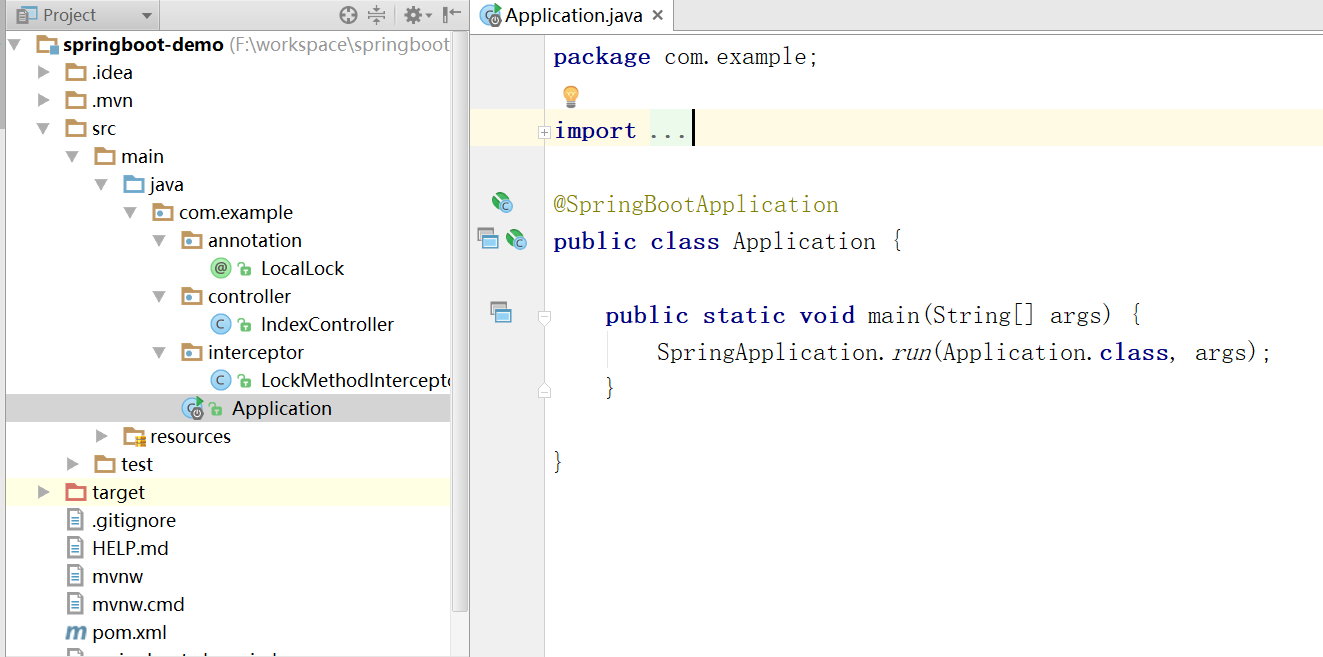 Project
springboot-demo (F:\workspace\springboot
.idea
.mvn
src
main
java
com.example
annotation
LocalLock
controller
IndexController
interceptor
LockMethodIntercepto
Application
resources
test
target
.gitignore
HELP.md
mvnw
mvnw.cmd
pom.xml
Application.java
package com.example;
import ...
@SpringBootApplication
public class Application {
public static void main(String[] args) {
SpringApplication.run(Application.class, args);
}
}